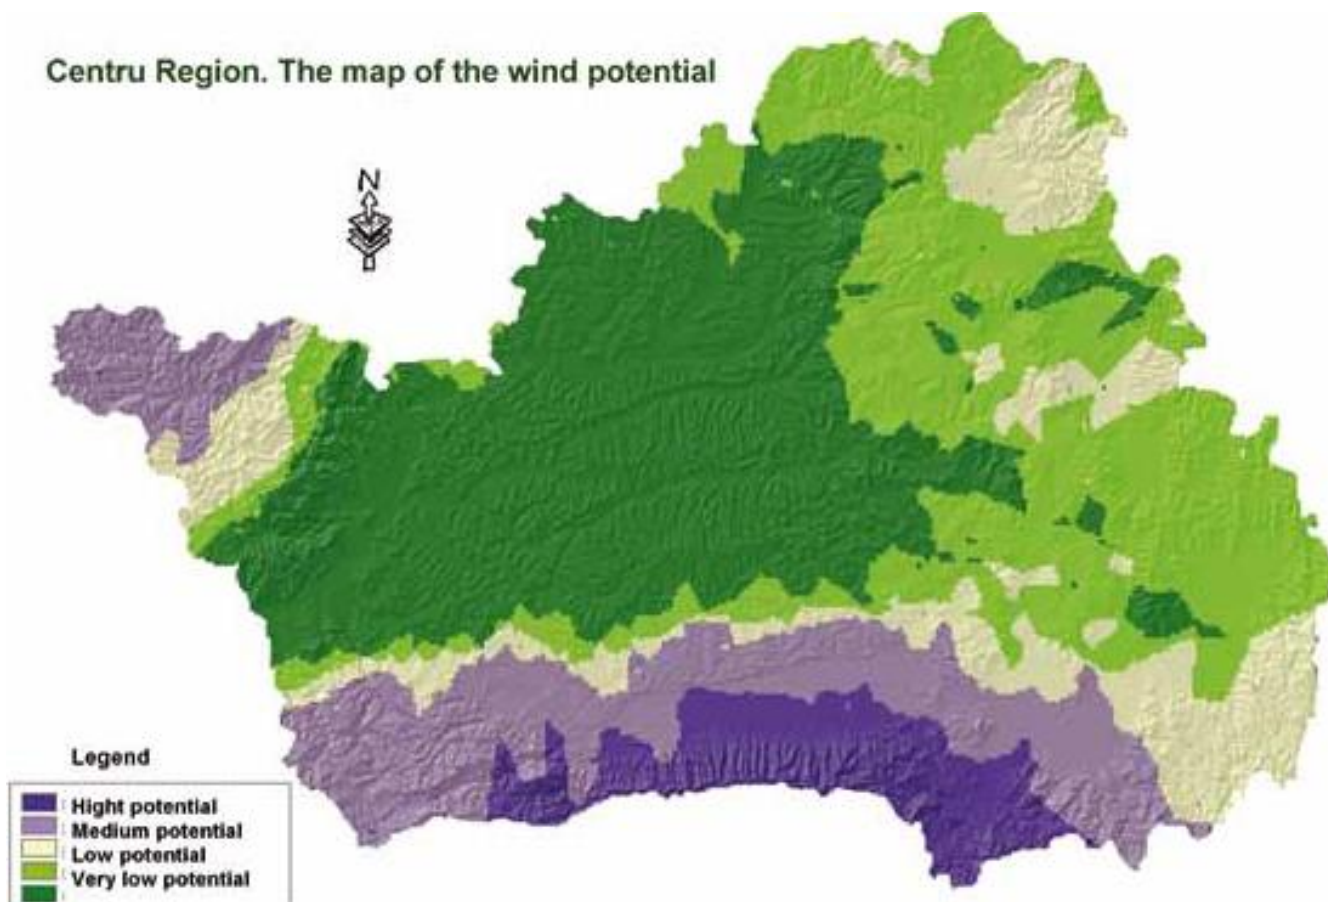 Centru Region. The map of the wind potential
N
Legend
Hight potential
Medium potential
Low potential
Very low potential